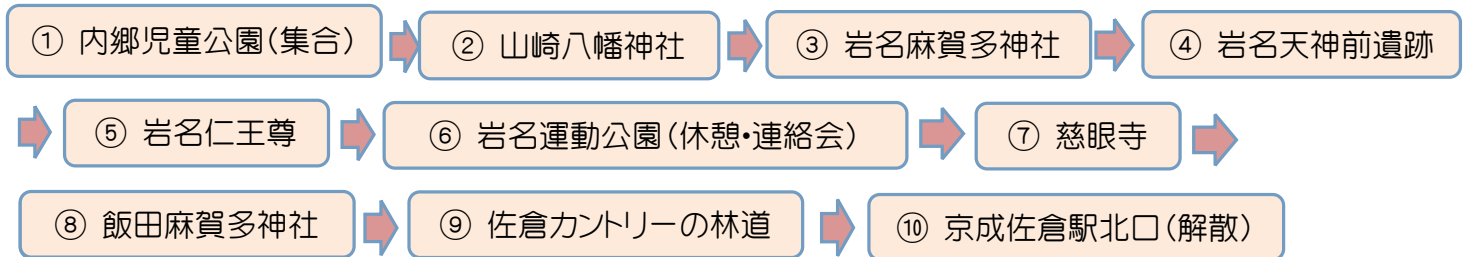 ① 内郷児童公園（集合） ② 山崎八幡神社 ③ 岩名麻賀多神社 ④ 岩名天神前遺跡
⑤ 岩名仁王尊 ⑥ 岩名運動公園（休憩・連絡会） ⑦ 慈眼寺
⑧ 飯田麻賀多神社 ⑨ 佐倉カントリーの林道 ⑩ 京成佐倉駅北口（解散）